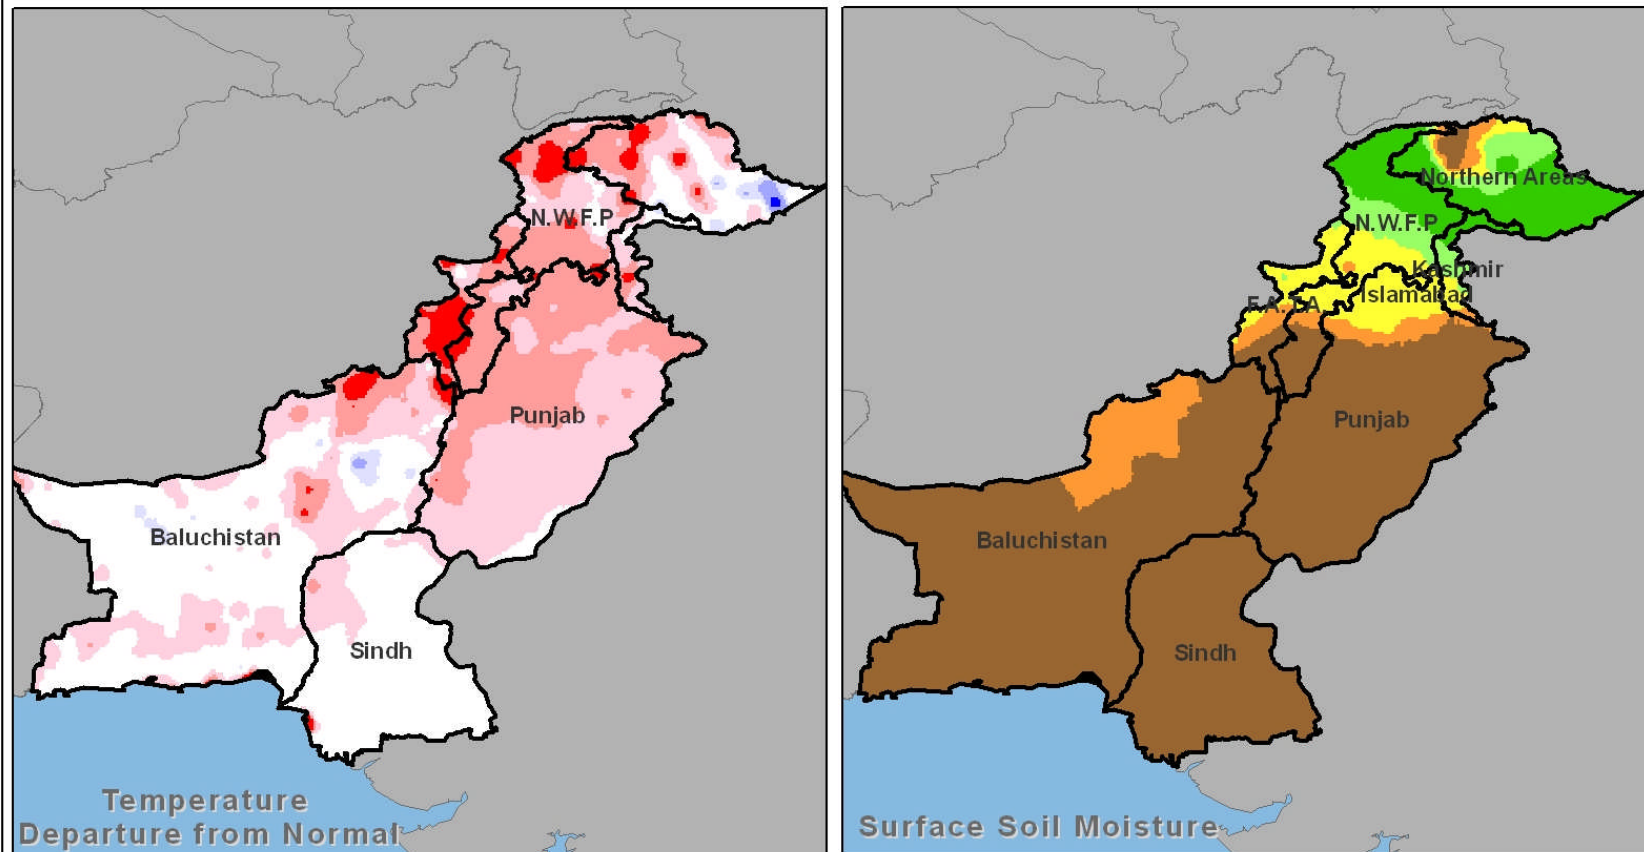 N.W.F.P
Punjab
Baluchistan
Sindh
Temperature
Departure from Normal
Northern Areas
N.W.F.P
Kashmir
Islamabad
F.A.T.A
Punjab
Baluchistan
Sindh
Surface Soil Moisture